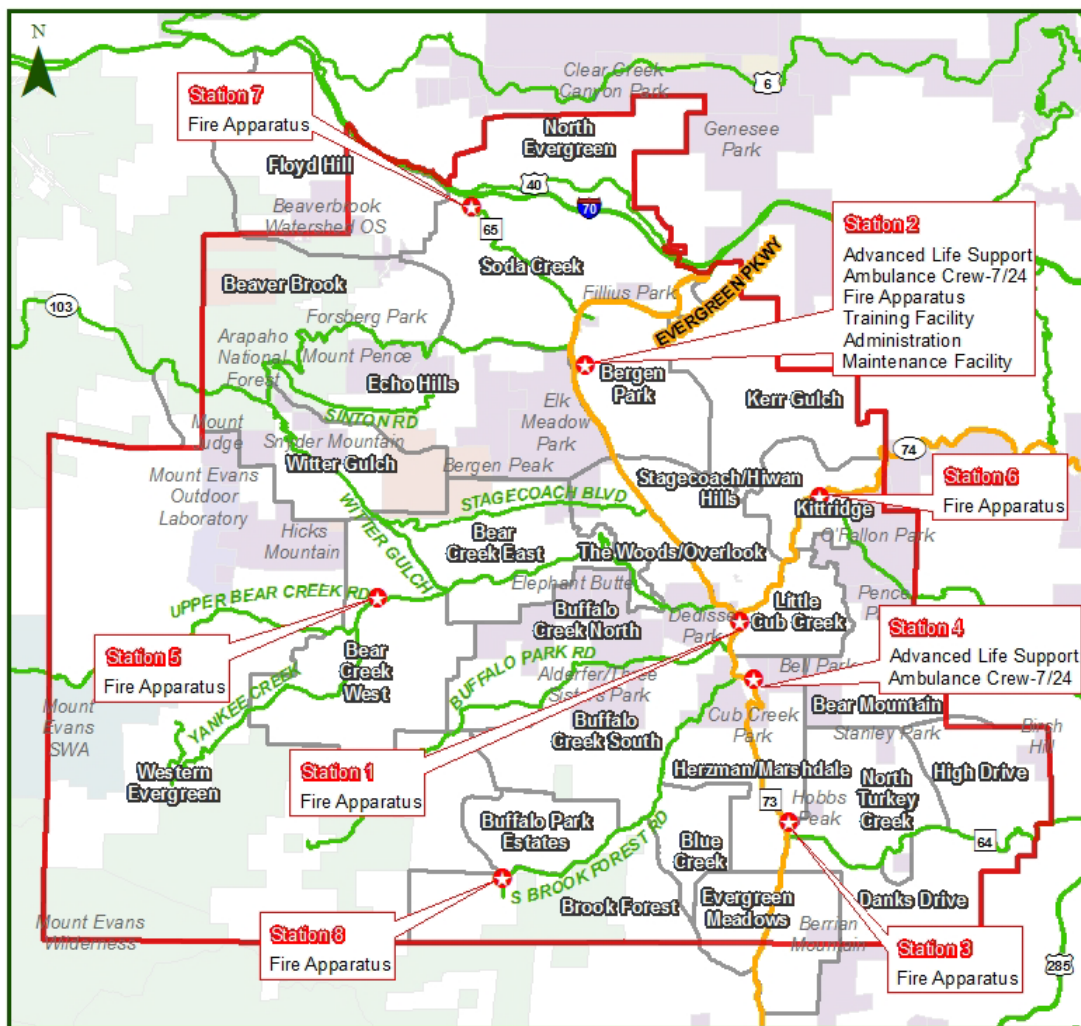 N
Clear Creek
Canyon Park
6
Station 7
Fire Apparatus
North
Evergreen
Genesee
Park
Floyd Hill
40
70
Beaverbrook
Watershed OS
65
Station 2
Advanced Life Support
Ambulance Crew-7/24
Fire Apparatus
Training Facility
Administration
Maintenance Facility
Soda Creek
EVERGREEN PKWY
Beaver Brook
Fillius Park
103
Forsberg Park
Arapaho
National
Forest
Mount Pence
Echo Hills
Bergen
Park
Kerr Gulch
SINTON RD
Elk
Meadow
Park
Mount
Judge
Snyder Mountain
Witter Gulch
Bergen Peak
74
Stagecoach/Hiwan
Hills
Station 6
Fire Apparatus
Mount Evans
Outdoor
Laboratory
STAGECOACH BLVD
Kittridge
Hicks
Mountain
WITTER GULCH
Bear
Creek East
O'Fallon Park
The Woods/Overlook
UPPER BEAR CREEK RD
Elephant Butte
Buffalo
Creek North
Dedisse
Park
Little
Cub Creek
Pence
Station 4
Advanced Life Support
Ambulance Crew-7/24
Station 5
Fire Apparatus
Bear
Creek
West
BUFFALO PARK RD
Alderfer/Three
Sisters Park
Bell Park
YANKEE CREEK
Mount
Evans
SWA
Buffalo
Creek South
Cub Creek
Park
Bear Mountain
Stanley Park
Birch
Hill
Western
Evergreen
Station 1
Fire Apparatus
Herzman/Marshdale
North
Turkey
Creek
High Drive
73
Hobbs
Peak
Buffalo Park
Estates
Blue
Creek
64
S BROOK FOREST RD
Brook Forest
Evergreen
Meadows
Danks Drive
Mount Evans
Wilderness
Berrian
Mountain
Station 8
Fire Apparatus
Station 3
Fire Apparatus
285